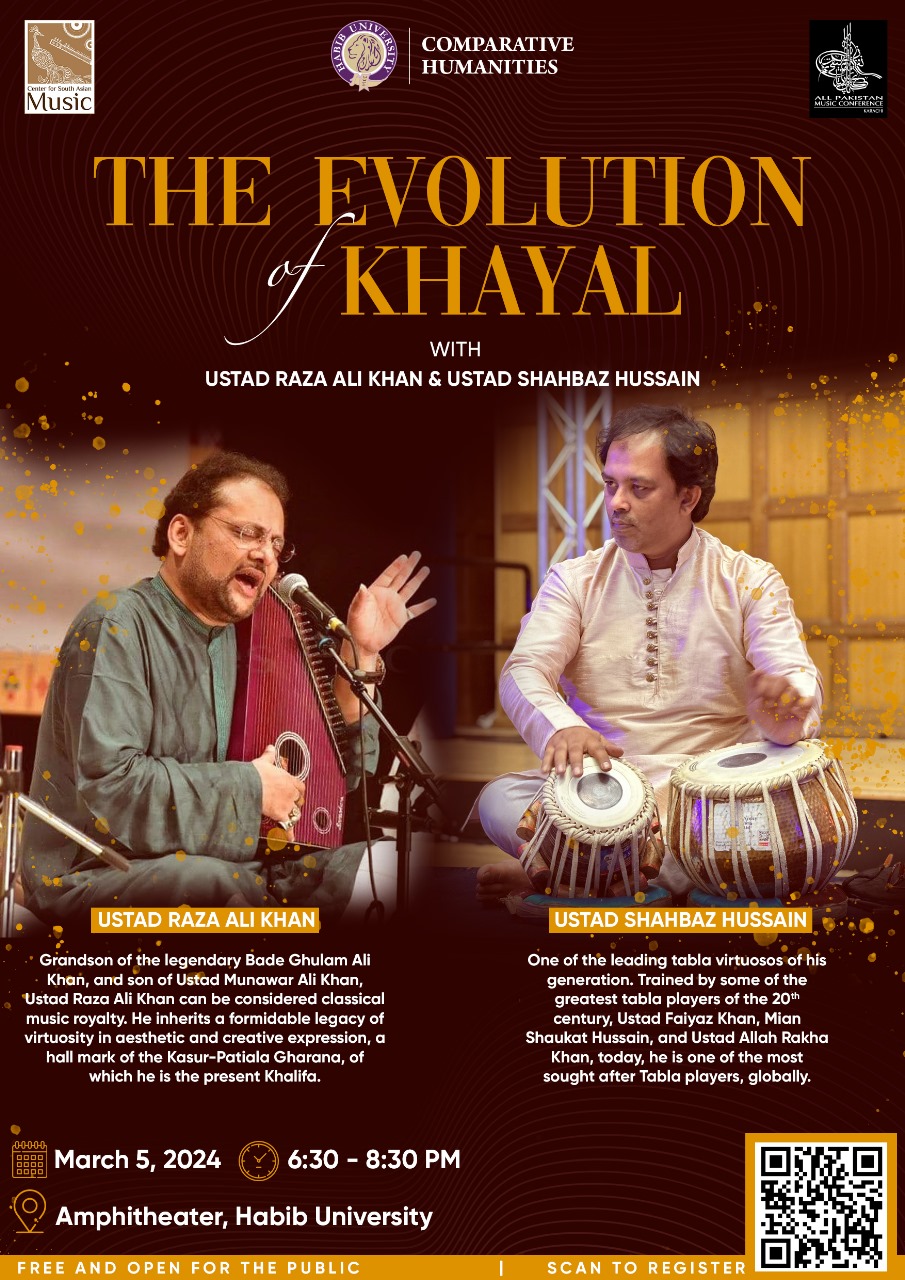 Center for South Asian
Music
HABIB UNIVERSITY
COMPARATIVE
HUMANITIES
ALL PAKISTAN
MUSIC CONFERENCE
KARACHI
THE EVOLUTION
of KHAYAL
WITH
USTAD RAZA ALI KHAN & USTAD SHAHBAZ HUSSAIN
USTAD RAZA ALI KHAN
Grandson of the legendary Bade Ghulam Ali
Khan, and son of Ustad Munawar Ali Khan,
Ustad Raza Ali Khan can be considered classical
music royalty. He inherits a formidable legacy of
virtuosity in aesthetic and creative expression, a
hall mark of the Kasur-Patiala Gharana, of
which he is the present Khalifa.
USTAD SHAHBAZ HUSSAIN
One of the leading tabla virtuosos of his
generation. Trained by some of the
greatest tabla players of the 20th
century, Ustad Faiyaz Khan, Mian
Shaukat Hussain, and Ustad Allah Rakha
Khan, today, he is one of the most
sought after Tabla players, globally.
March 5, 2024
6:30 - 8:30 PM
Amphitheater, Habib University
FREE AND OPEN FOR THE PUBLIC | SCAN TO REGISTER